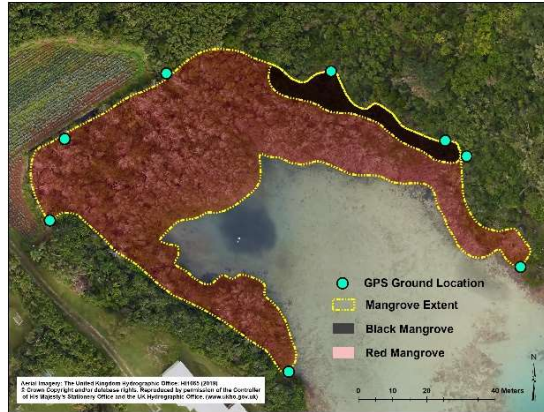 GPS Ground Location
Mangrove Extent
Black Mangrove
Red Mangrove
N
0 10 20 40 Meters
Aerial Imagery: The United Kingdom Hydrographic Office: HI1665 (2019)
© Crown Copyright and/or database rights. Reproduced by permission of the Controller
of His Majesty's Stationery Office and the UK Hydrographic Office. (www.ukho.gov.uk)